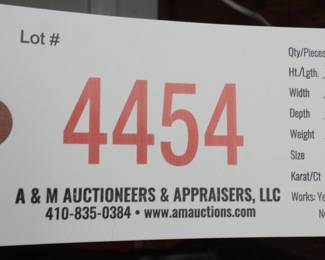 Lot #
4454
A & M AUCTIONEERS & APPRAISERS, LLC
410-835-0384 • www.amauctions.com
Qty/Pieces
Ht./Lgth.
Width
Depth
Weight
Size
Karat/Ct
Works: Ye